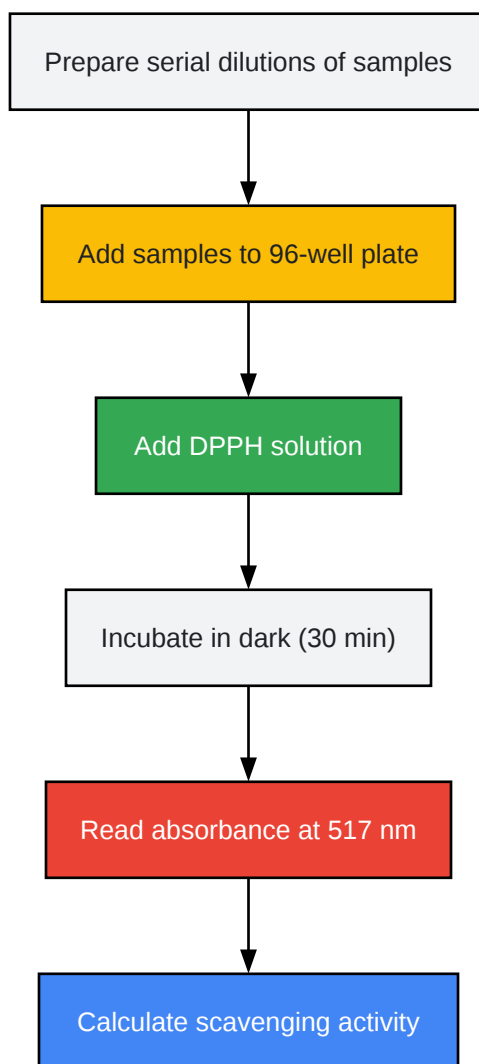 Prepare serial dilutions of samples
Add samples to 96-well plate
Add DPPH solution
Incubate in dark (30 min)
Read absorbance at 517 nm
Calculate scavenging activity